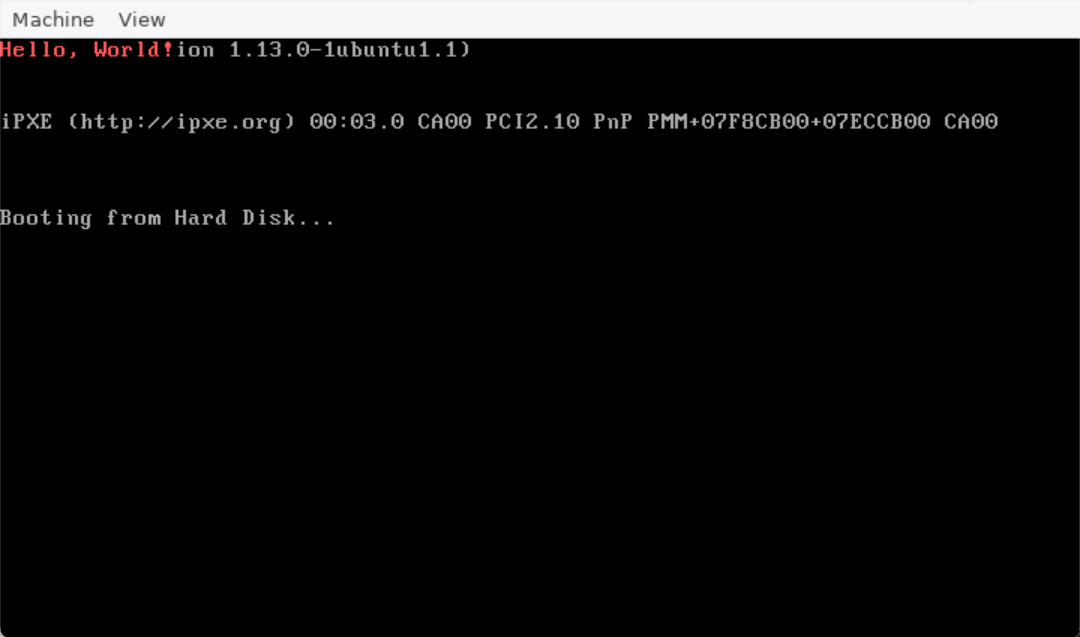 Machine View
Hello, World!ion 1.13.0-1ubuntu1.1)
iPXE (http://ipxe.org) 00:03.0 CA00 PCI2.10 PnP PMM+07F8CB00+07ECCB00 CA00
Booting from Hard Disk...